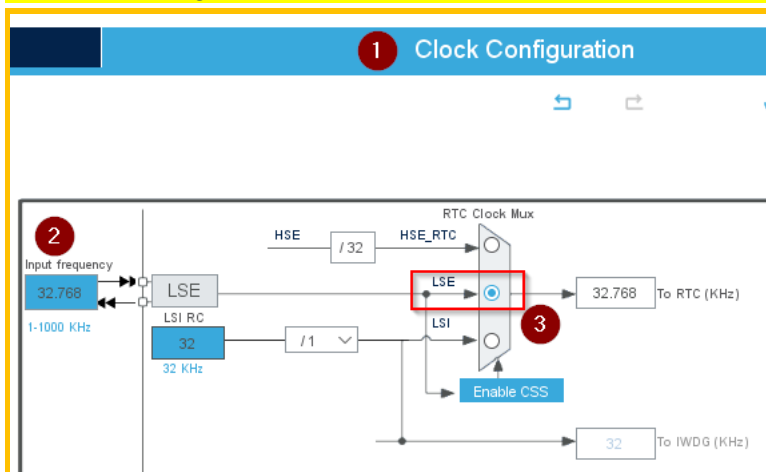 1 Clock Configuration
RTC Clock Mux
2
HSE
/ 32
HSE_RTC
Input frequency
32.768
LSE
LSE
32.768
To RTC (KHz)
1-1000 KHz
LSI RC
LSI
3
32
/ 1
32 KHz
Enable CSS
32
To IWDG (KHz)